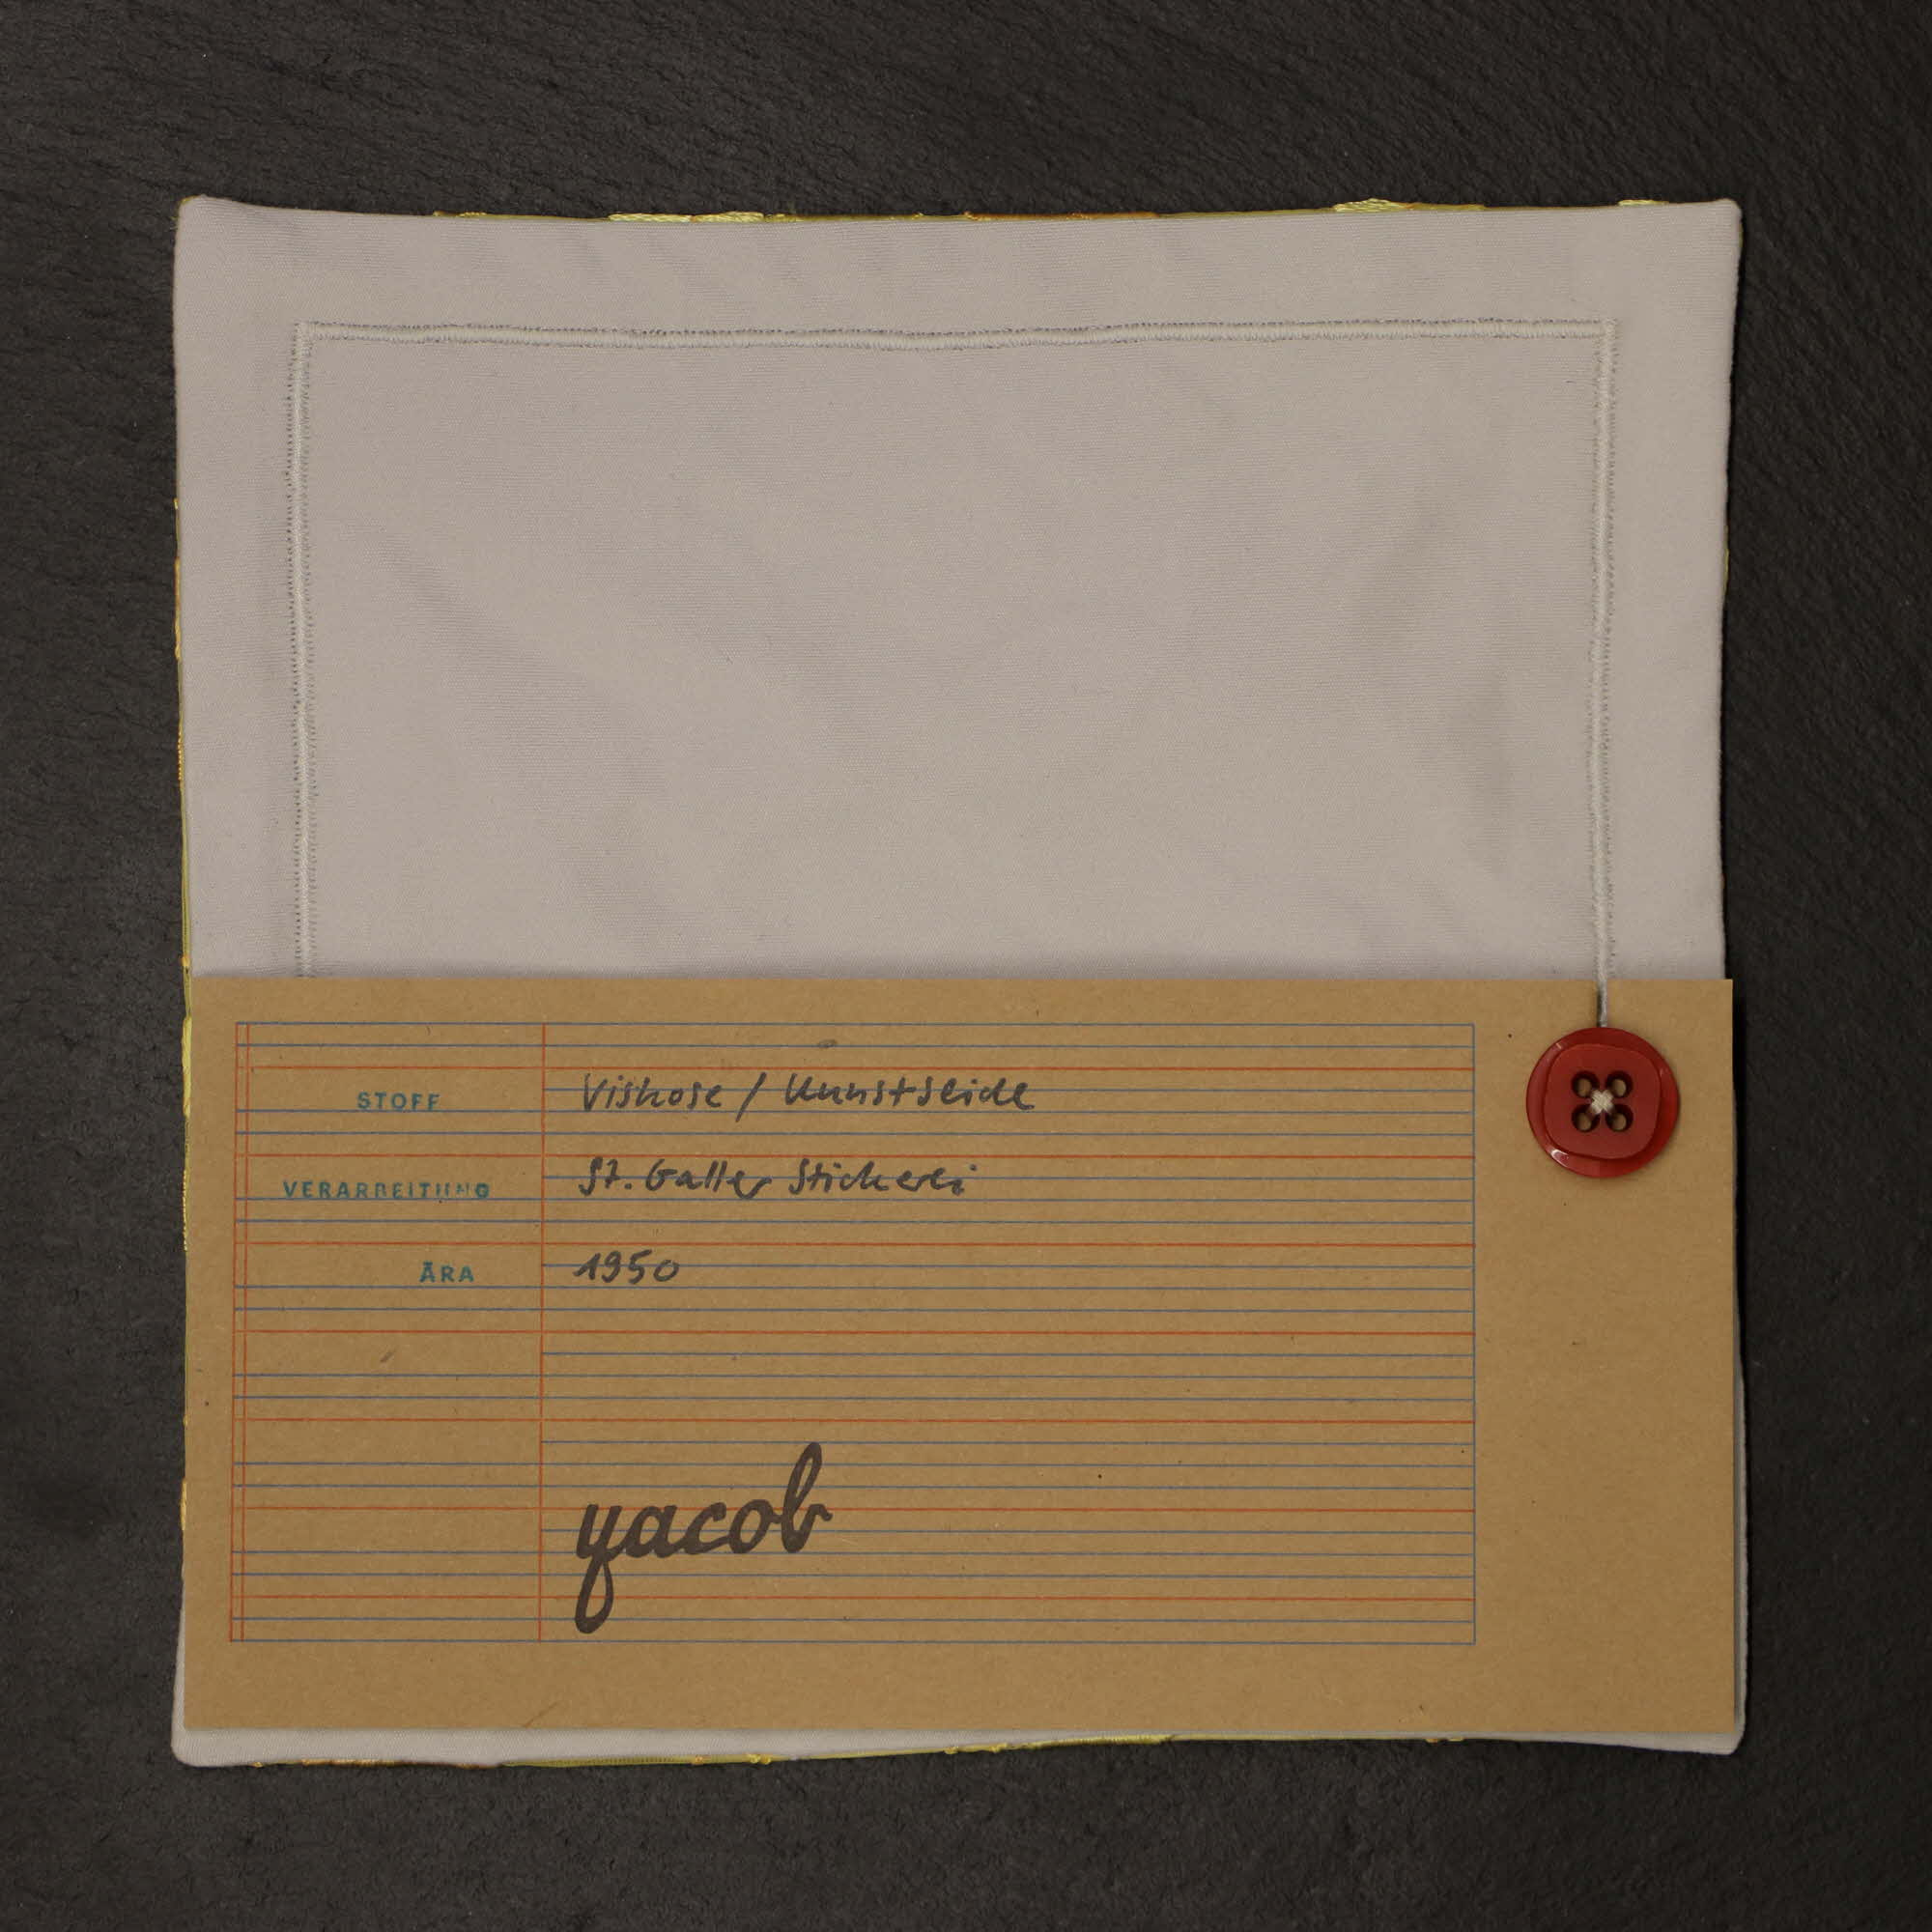 STOFF Viskose / Kunstseide
VERARBEITUNG St. Galler Stickerei
ÄRA 1950
yacob